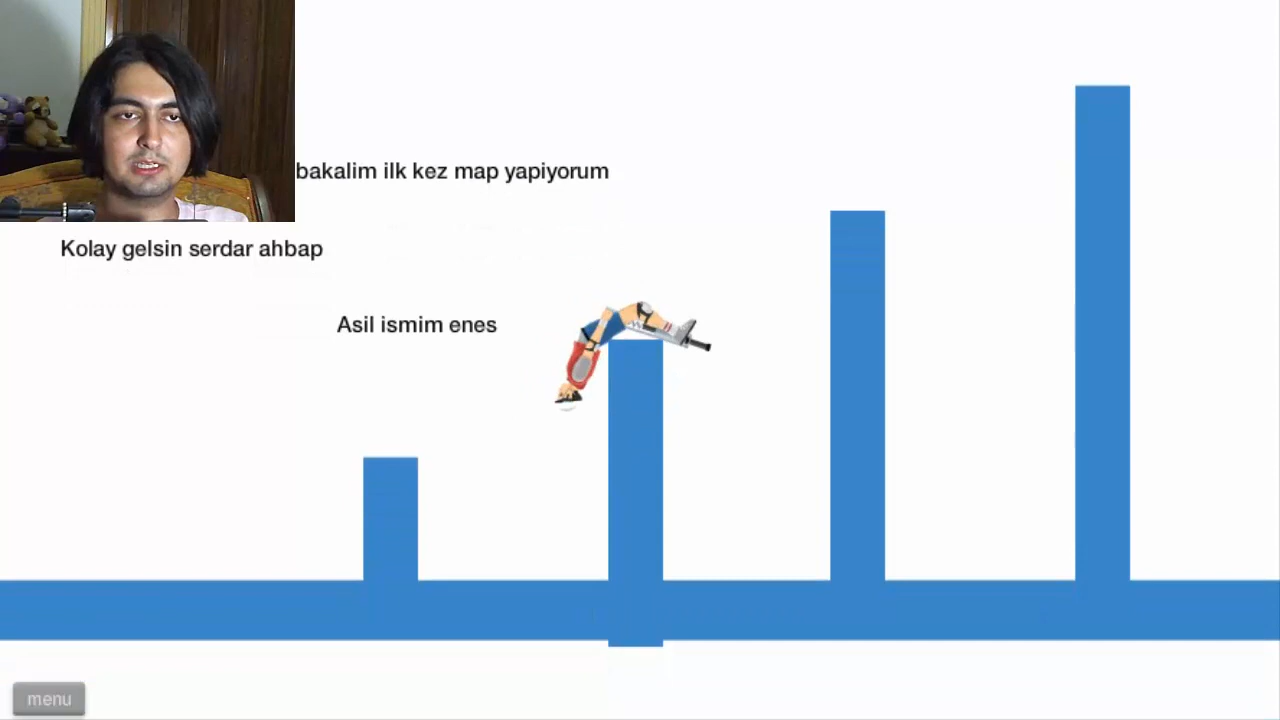 bakalim ilk kez map yapiyorum
Kolay gelsin serdar ahbap
Asil ismim enes
menu